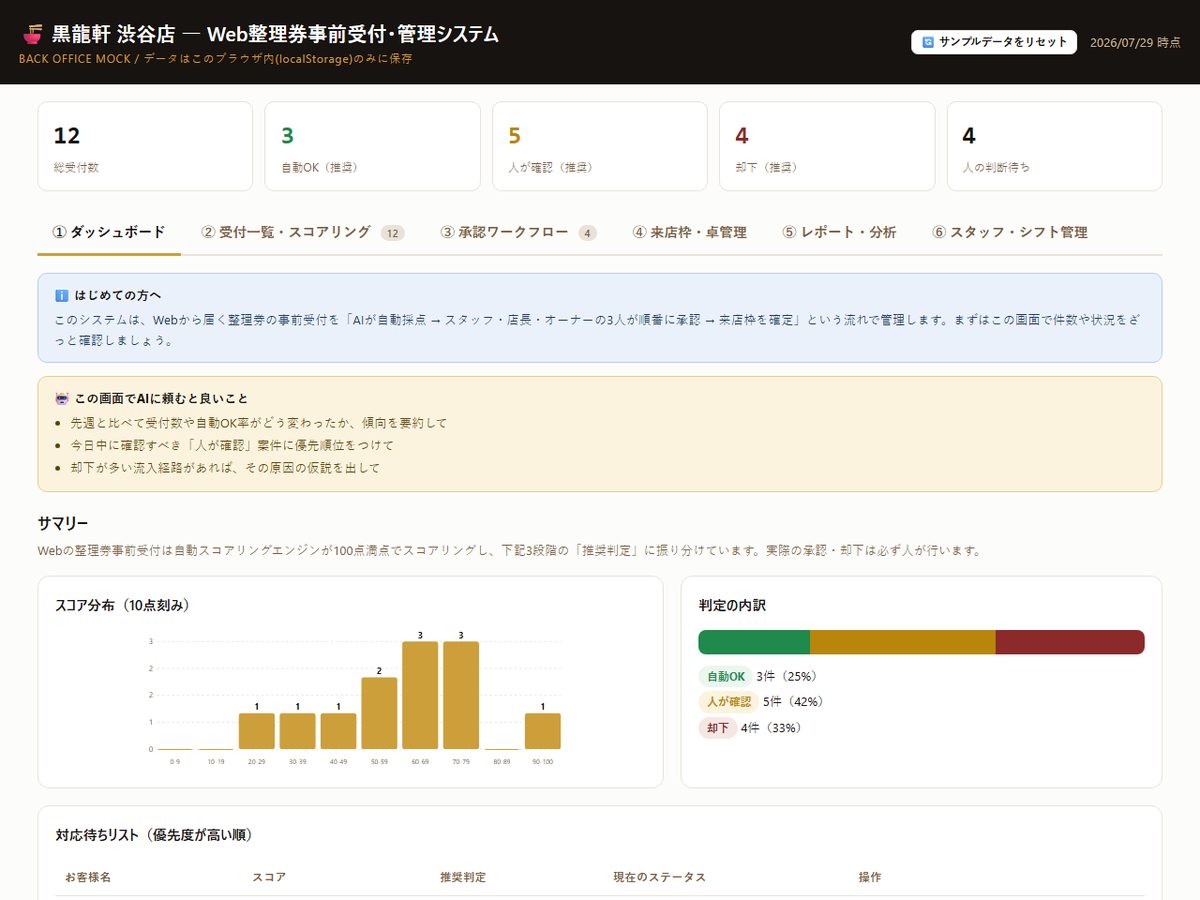 黒龍軒 渋谷店 — Web整理券事前受付・管理システム
BACK OFFICE MOCK / データはこのブラウザ内(localStorage)のみに保存
サンプルデータをリセット
2026/07/29 時点
12
総受付数
3
自動OK（推奨）
5
人が確認（推奨）
4
却下（推奨）
4
人の判断待ち
① ダッシュボード
② 受付一覧・スコアリング 12
③ 承認ワークフロー 4
④ 来店枠・卓管理
⑤ レポート・分析
⑥ スタッフ・シフト管理
はじめての方へ
このシステムは、Webから届く整理券の事前受付を「AIが自動採点 → スタッフ・店長・オーナーの3人が順番に承認 → 来店枠を確定」という流れで管理します。まずはこの画面で件数や状況をざ
っと確認しましょう。
この画面でAIに頼むと良いこと
• 先週と比べて受付数や自動OK率がどう変わったか、傾向を要約して
• 今日中に確認すべき「人が確認」案件に優先順位をつけて
• 却下が多い流入経路があれば、その原因の仮説を出して
サマリー
Webの整理券事前受付は自動スコアリングエンジンが100点満点でスコアリングし、下記3段階の「推奨判定」に振り分けています。実際の承認・却下は必ず人が行います。
スコア分布（10点刻み）
3
2
2
1
0
1
1
1
2
3
3
1
0-9
10-19
20-29
30-39
40-49
50-59
60-69
70-79
80-89
90-100
判定の内訳
自動OK 3件（25%）
人が確認 5件（42%）
却下 4件（33%）
対応待ちリスト（優先度が高い順）
お客様名
スコア
推奨判定
現在のステータス
操作